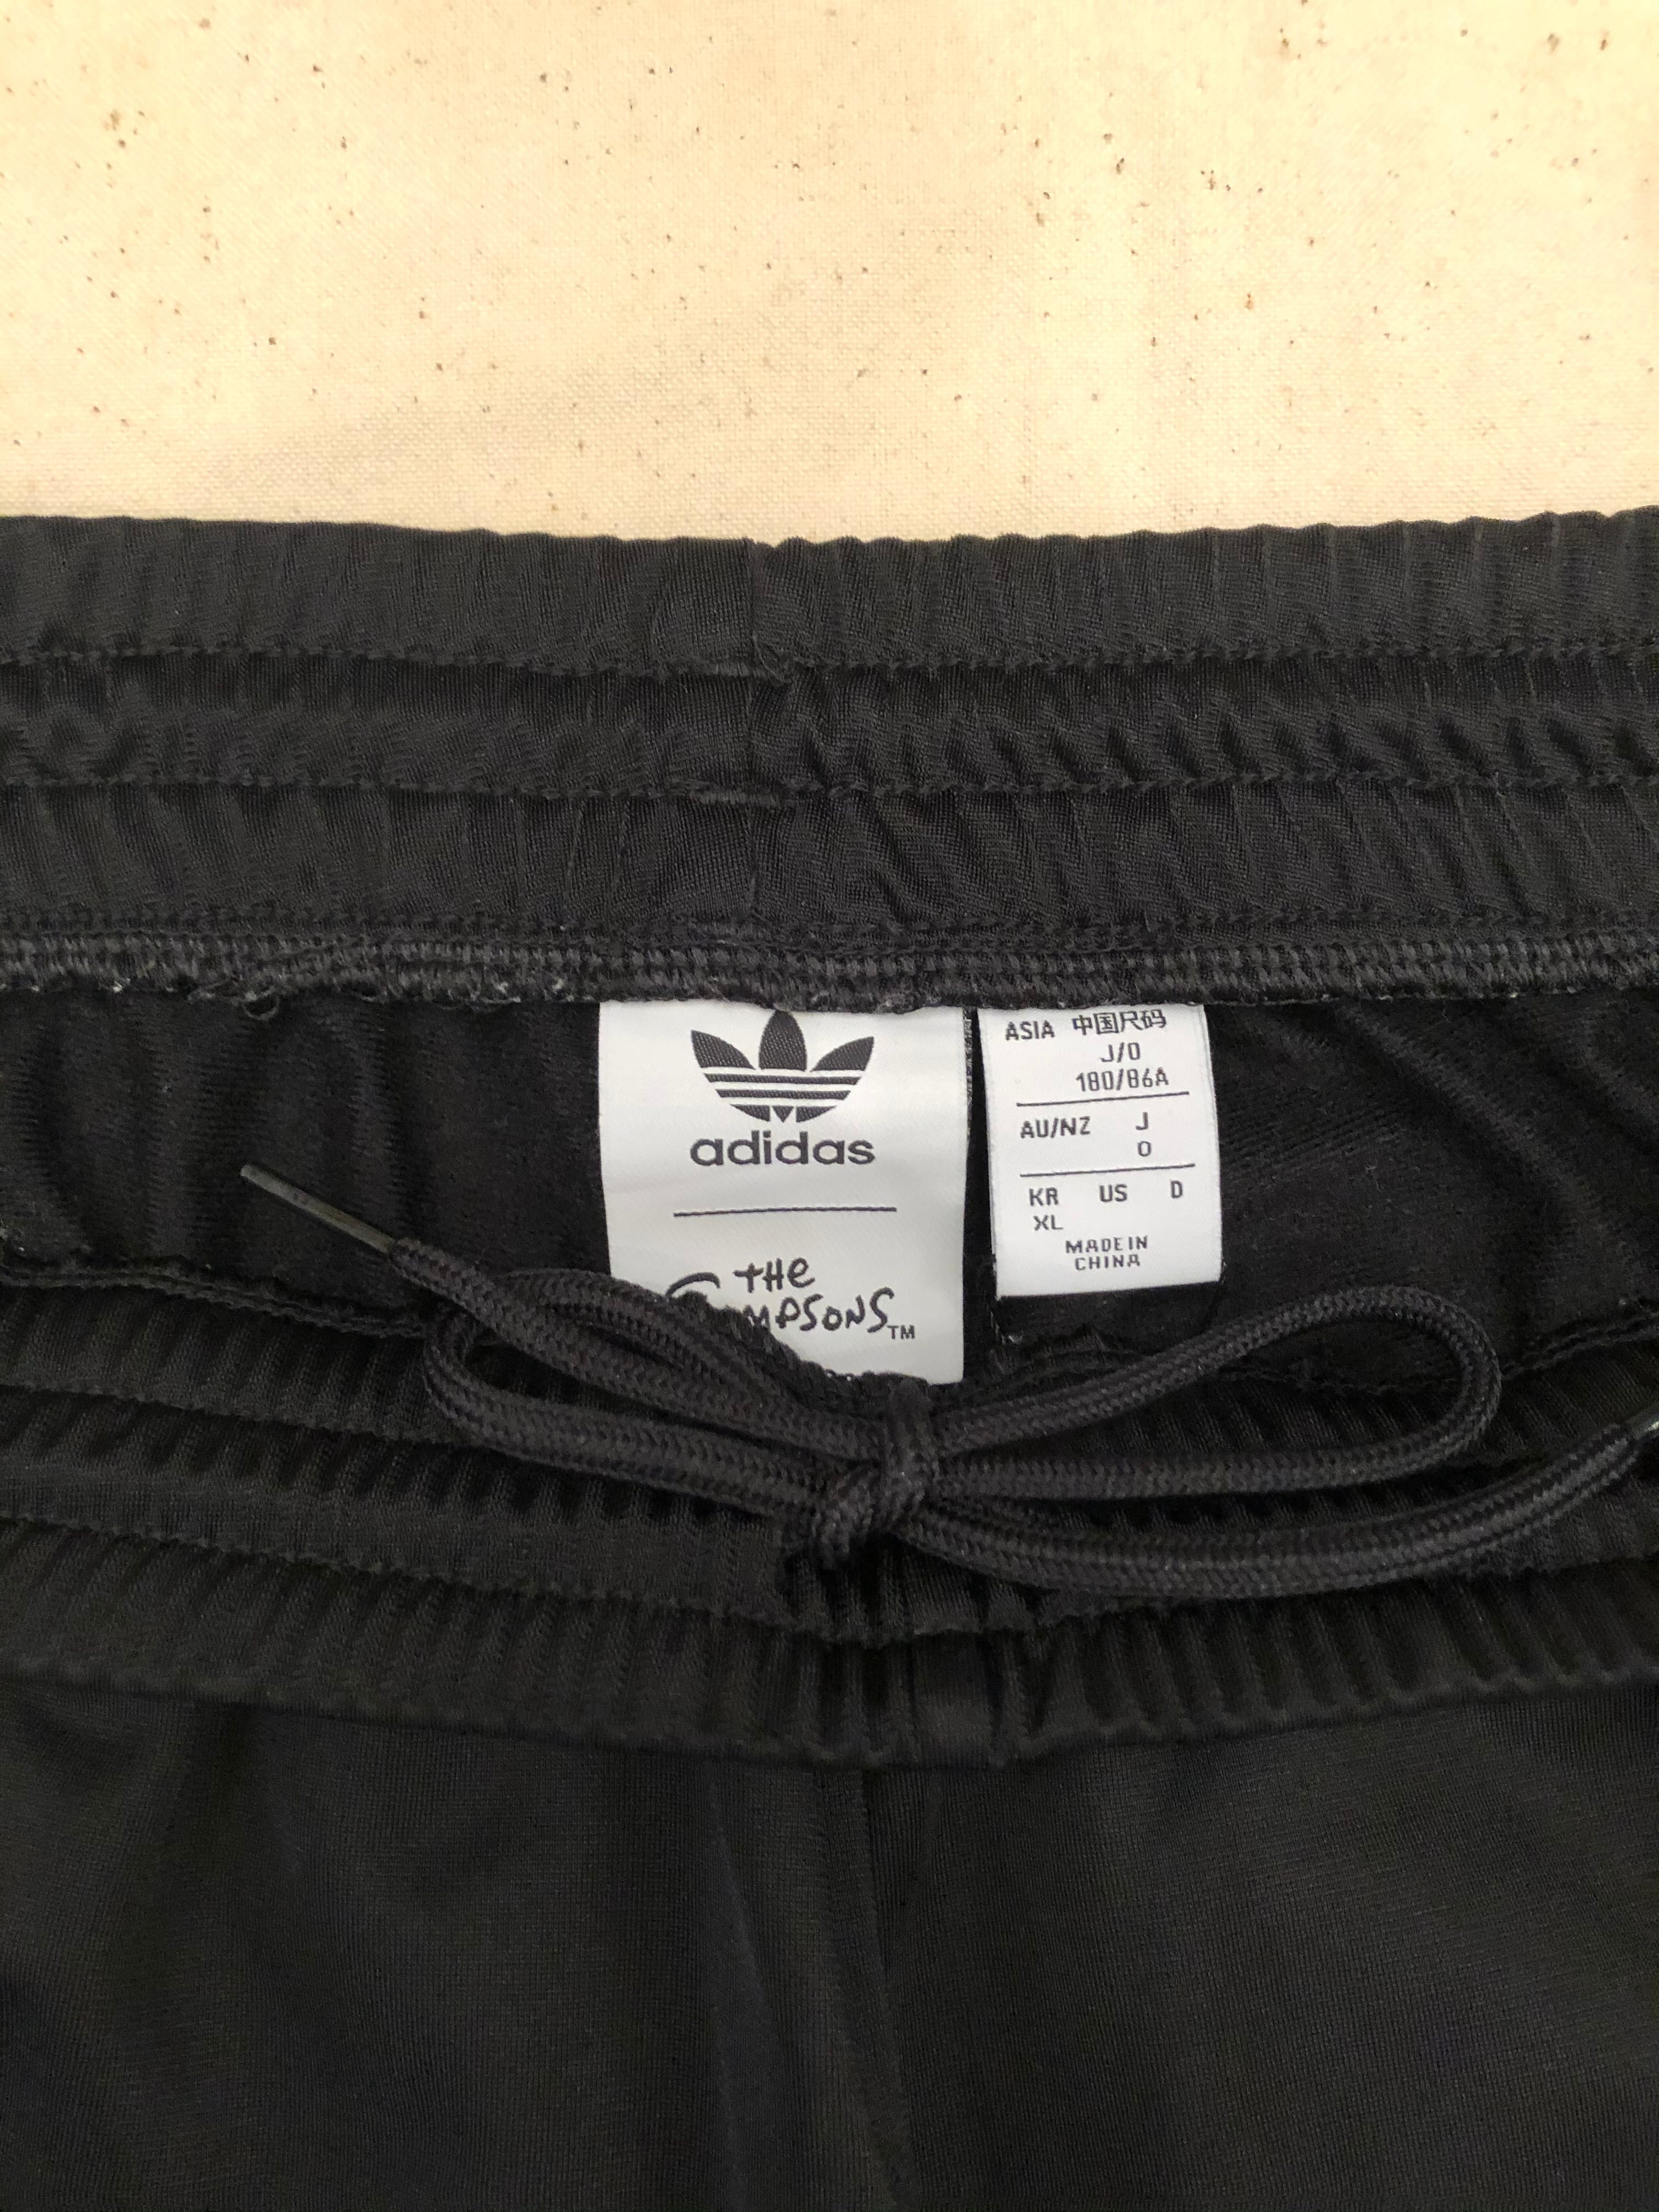 adidas
THe
SIMPSONS™
ASIA 中国尺码
J/O
180/86A
AU/NZ J
O
KR US D
XL
MADE IN
CHINA